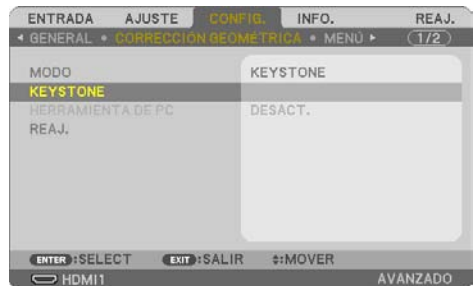 ENTRADA AJUSTE CONFIG. INFO. REAJ.
◂ GENERAL • CORRECCIÓN GEOMÉTRICA • MENÚ ▸ (1/2)
MODO KEYSTONE
KEYSTONE
HERRAMIENTA DE PC DESACT.
REAJ.
ENTER :SELECT EXIT :SALIR ↕:MOVER
HDMI1 AVANZADO